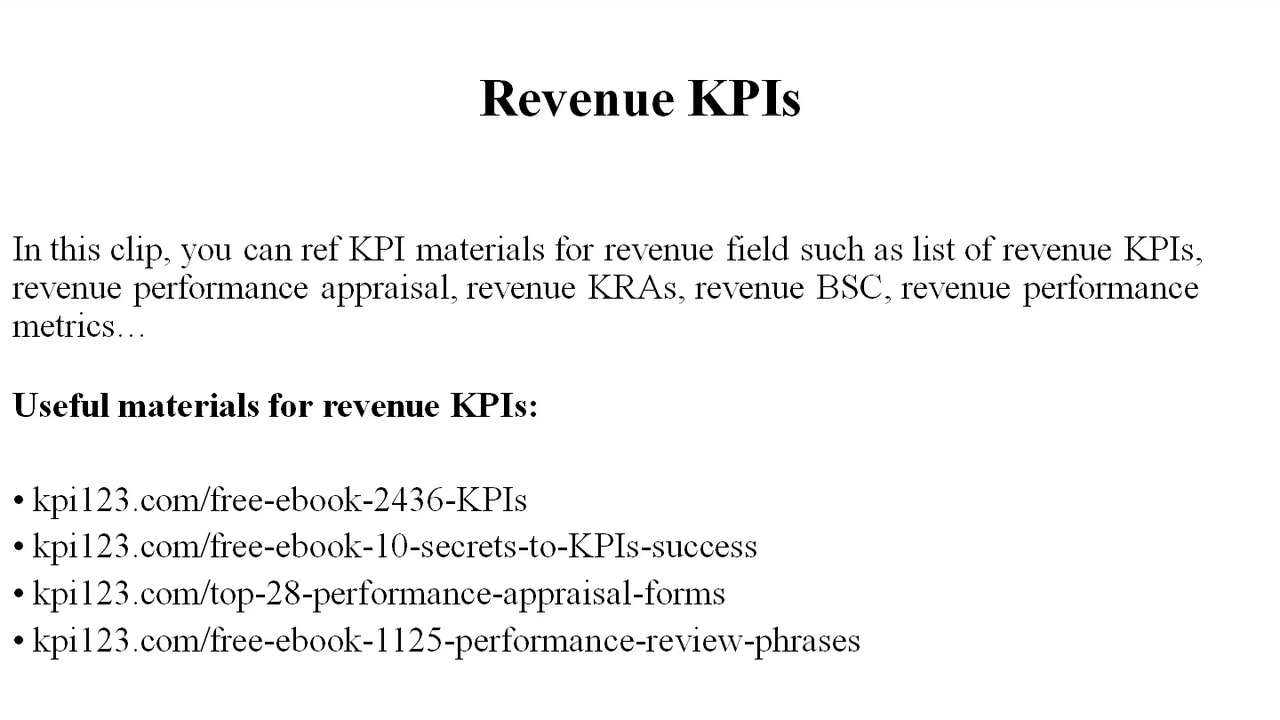 Revenue KPIs
In this clip, you can ref KPI materials for revenue field such as list of revenue KPIs,
revenue performance appraisal, revenue KRAs, revenue BSC, revenue performance
metrics…
Useful materials for revenue KPIs:
• kpi123.com/free-ebook-2436-KPIs
• kpi123.com/free-ebook-10-secrets-to-KPIs-success
• kpi123.com/top-28-performance-appraisal-forms
• kpi123.com/free-ebook-1125-performance-review-phrases